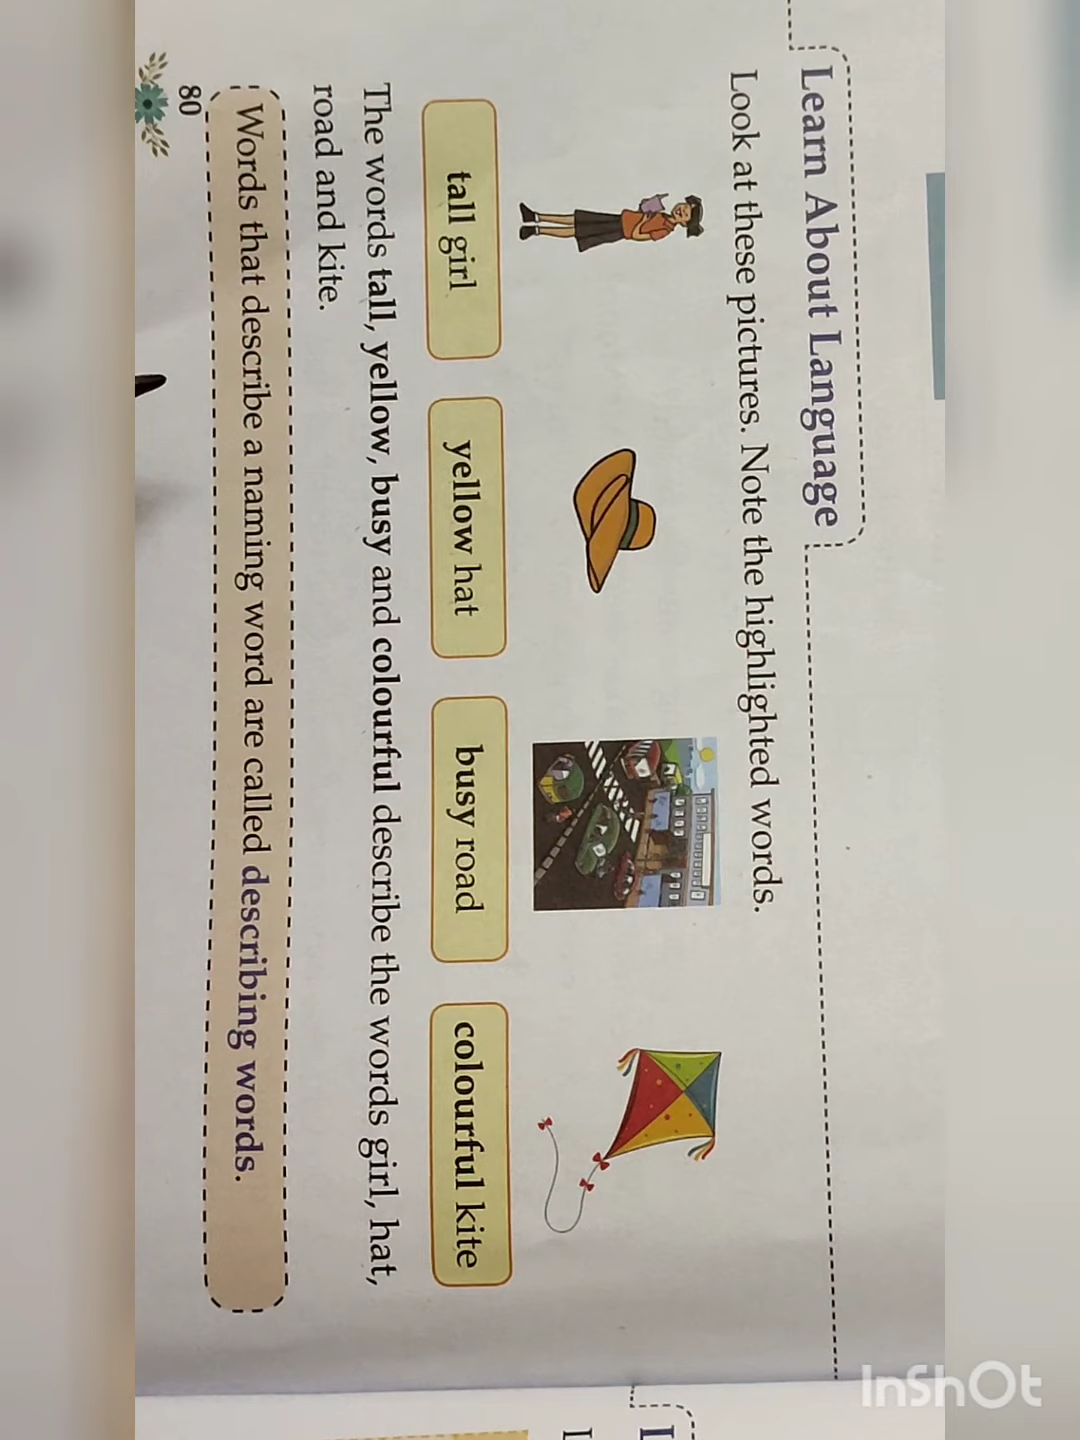 Learn About Language
Look at these pictures. Note the highlighted words.
tall girl
yellow hat
busy road
colourful kite
The words tall, yellow, busy and colourful describe the words girl, hat,
road and kite.
Words that describe a naming word are called describing words.
80
InShOt